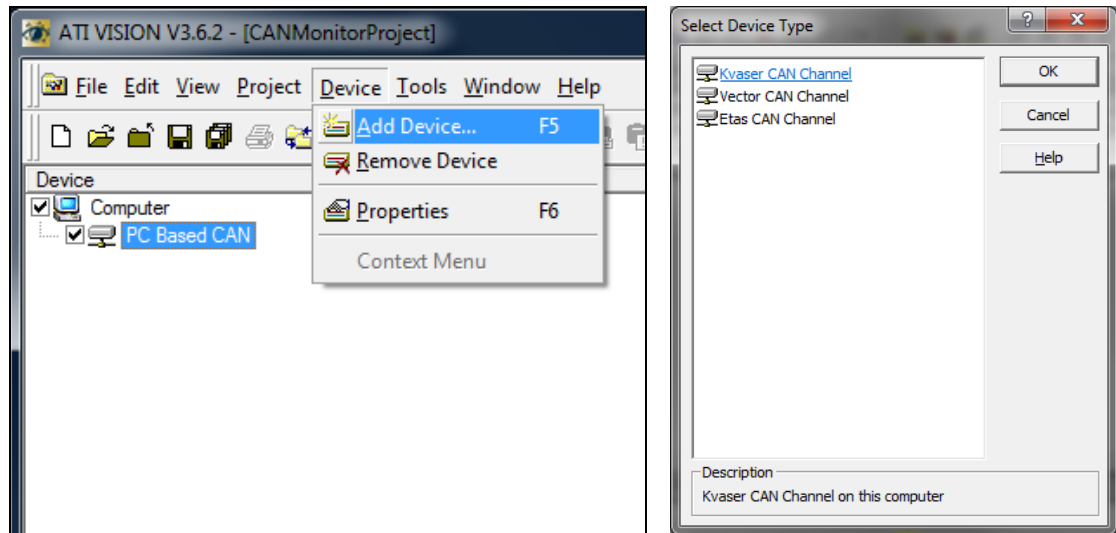 ATI VISION V3.6.2 - [CANMonitorProject]
File Edit View Project Device Tools Window Help
Add Device... F5
Remove Device
Properties F6
Context Menu
Device
Computer
PC Based CAN
Select Device Type
Kvaser CAN Channel
Vector CAN Channel
Etas CAN Channel
OK
Cancel
Help
Description
Kvaser CAN Channel on this computer